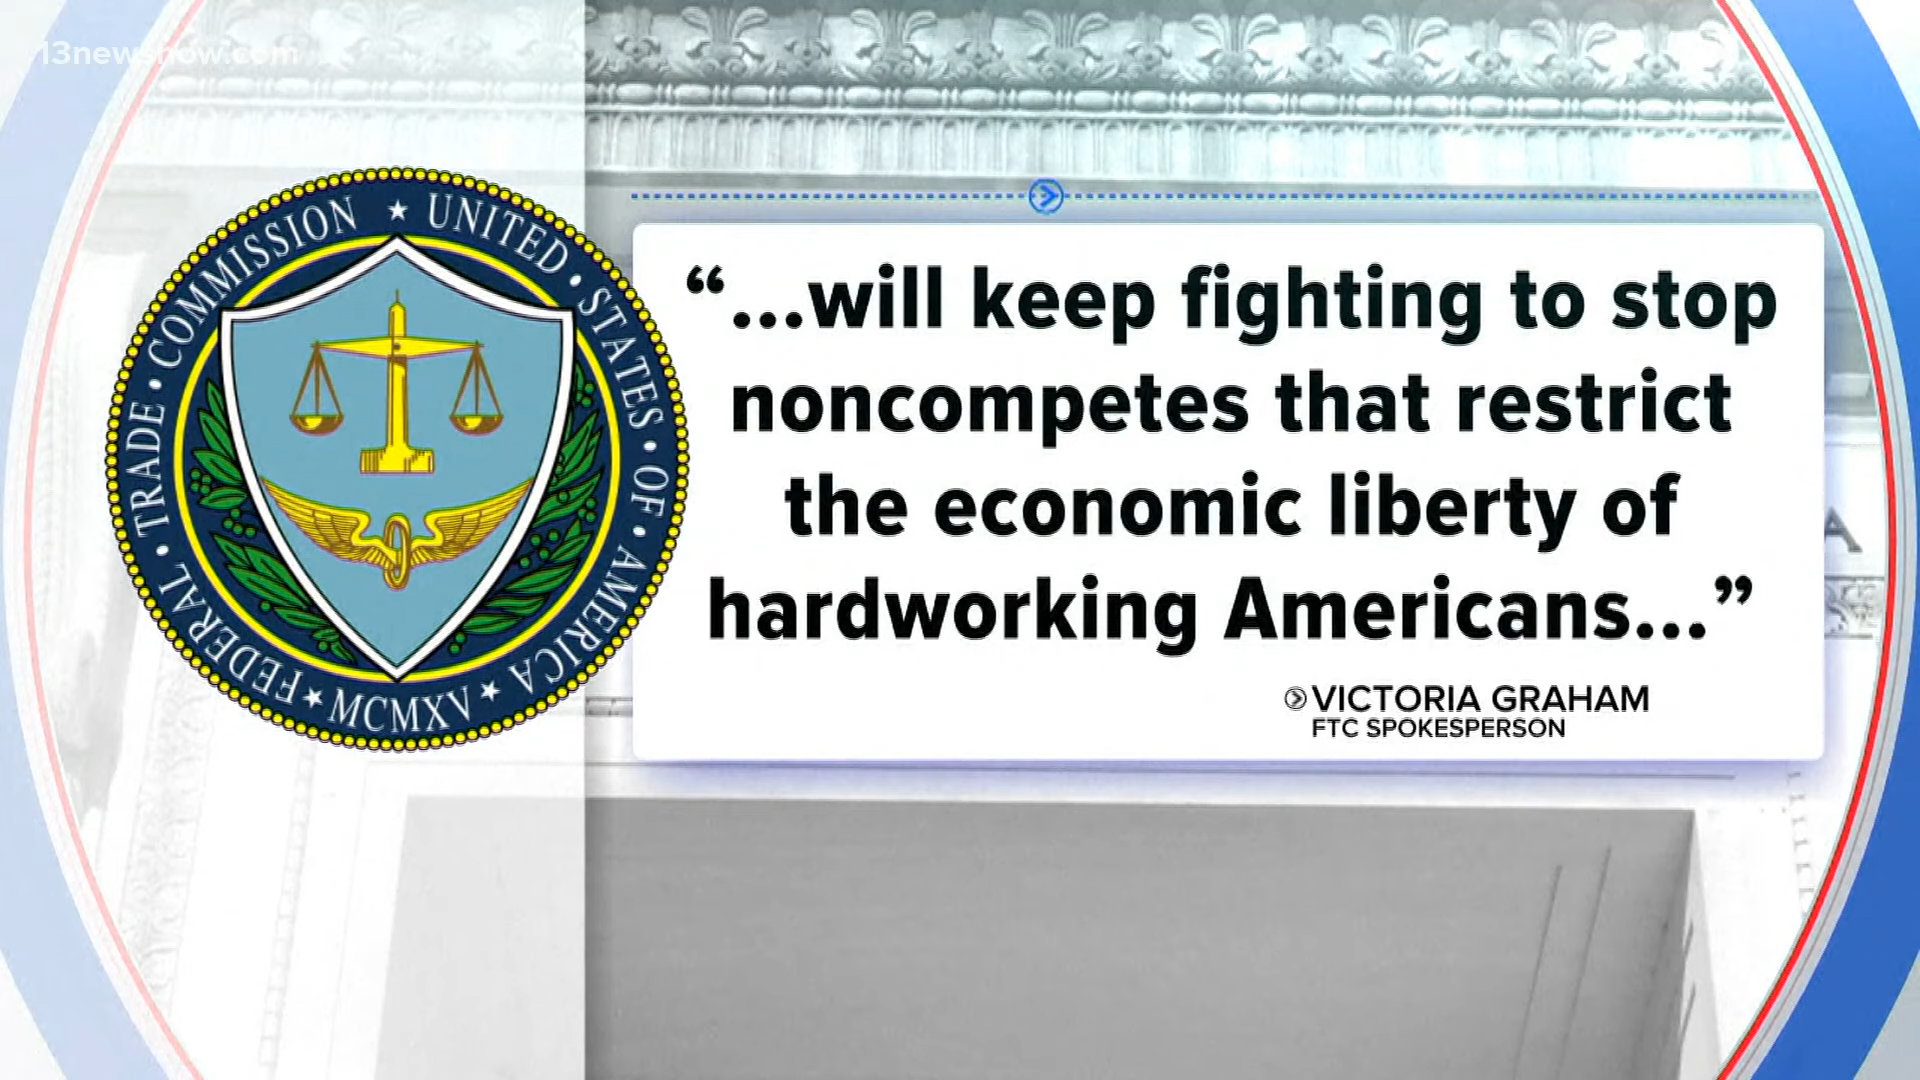 13newsnow.com
FEDERAL • TRADE • COMMISSION ★ UNITED • STATES • OF • AMERICA ★ MCMXV ★
“...will keep fighting to stop
noncompetes that restrict
the economic liberty of
hardworking Americans...”
VICTORIA GRAHAM
FTC SPOKESPERSON
A